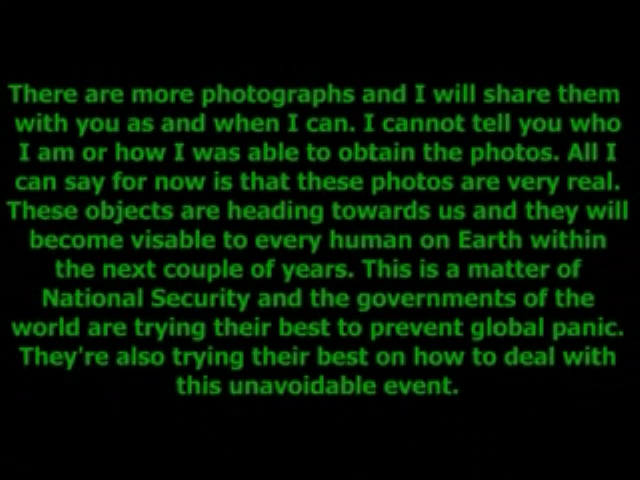 There are more photographs and I will share them
with you as and when I can. I cannot tell you who
I am or how I was able to obtain the photos. All I
can say for now is that these photos are very real.
These objects are heading towards us and they will
become visable to every human on Earth within
the next couple of years. This is a matter of
National Security and the governments of the
world are trying their best to prevent global panic.
They're also trying their best on how to deal with
this unavoidable event.